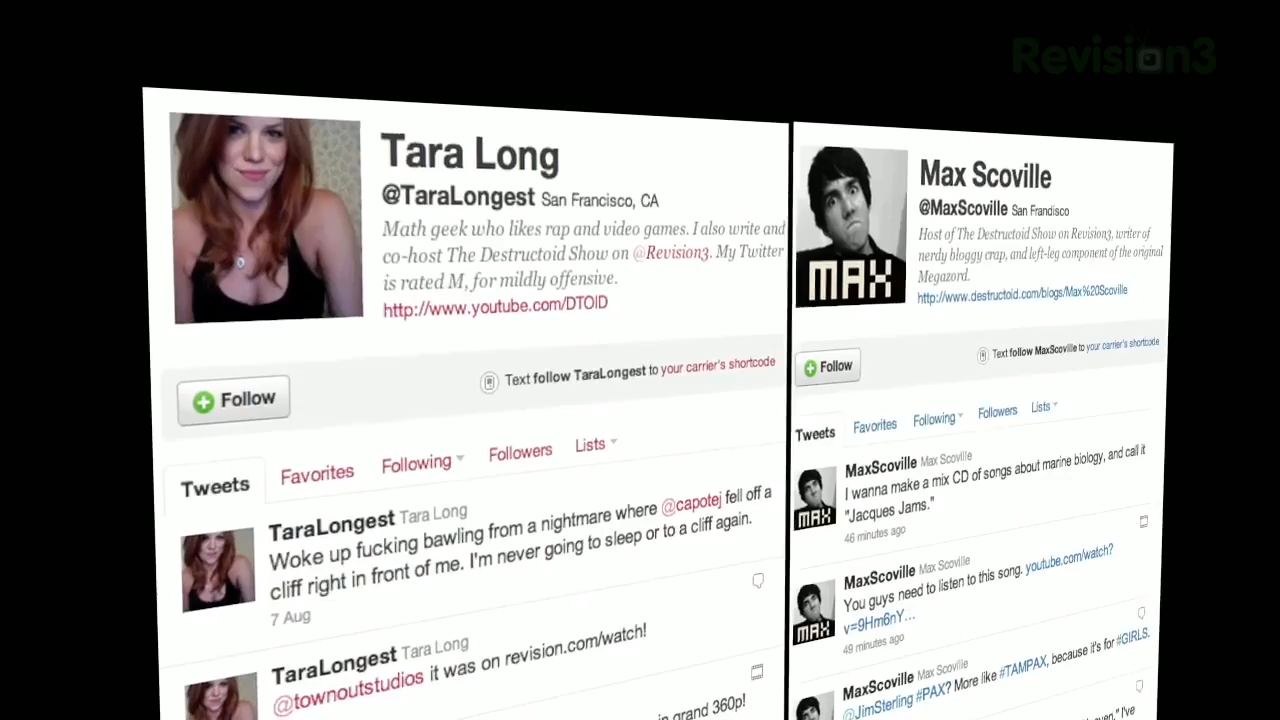 Revision3
Tara Long
@TaraLongest San Francisco, CA
Math geek who likes rap and video games. I also write and
co-host The Destructoid Show on @Revision3. My Twitter
is rated M, for mildly offensive.
http://www.youtube.com/DTOID
Follow
Text follow TaraLongest to your carrier's shortcode
Tweets Favorites Following Followers Lists
TaraLongest Tara Long
Woke up fucking bawling from a nightmare where @capotej fell off a
cliff right in front of me. I'm never going to sleep or to a cliff again.
7 Aug
TaraLongest Tara Long
@townoutstudios it was on revision.com/watch!
in grand 360p!
MAX
Max Scoville
@MaxScoville San Francisco
Host of The Destructoid Show on Revision3, writer of
nerdy bloggy crap, and left-leg component of the original
Megazord.
http://www.destructoid.com/blogs/Max%20Scoville
Follow
Text follow MaxScoville to your carrier's shortcode
Tweets Favorites Following Followers Lists
MAX
MaxScoville Max Scoville
I wanna make a mix CD of songs about marine biology, and call it
"Jacques Jams."
46 minutes ago
MAX
MaxScoville Max Scoville
You guys need to listen to this song. youtube.com/watch?
v=9Hm6nY…
49 minutes ago
MaxScoville Max Scoville
@JimSterling #PAX? More like #TAMPAX, because it's for #GIRLS.
I've